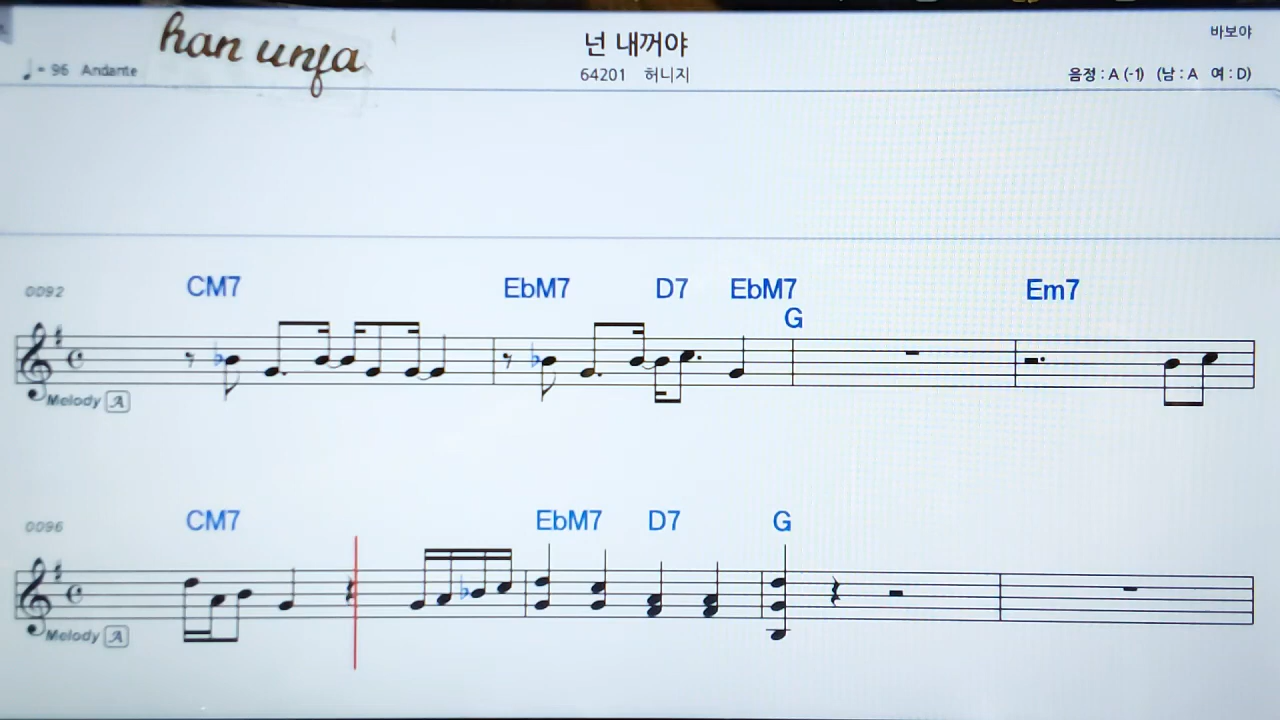 han unja
넌 내꺼야
바보야
♩= 96 Andante
64201 허니지
음정 : A (-1) (남 : A 여 : D)
0092 CM7 EbM7 D7 EbM7 Em7
G
Melody A
0096 CM7 EbM7 D7 G
Melody A